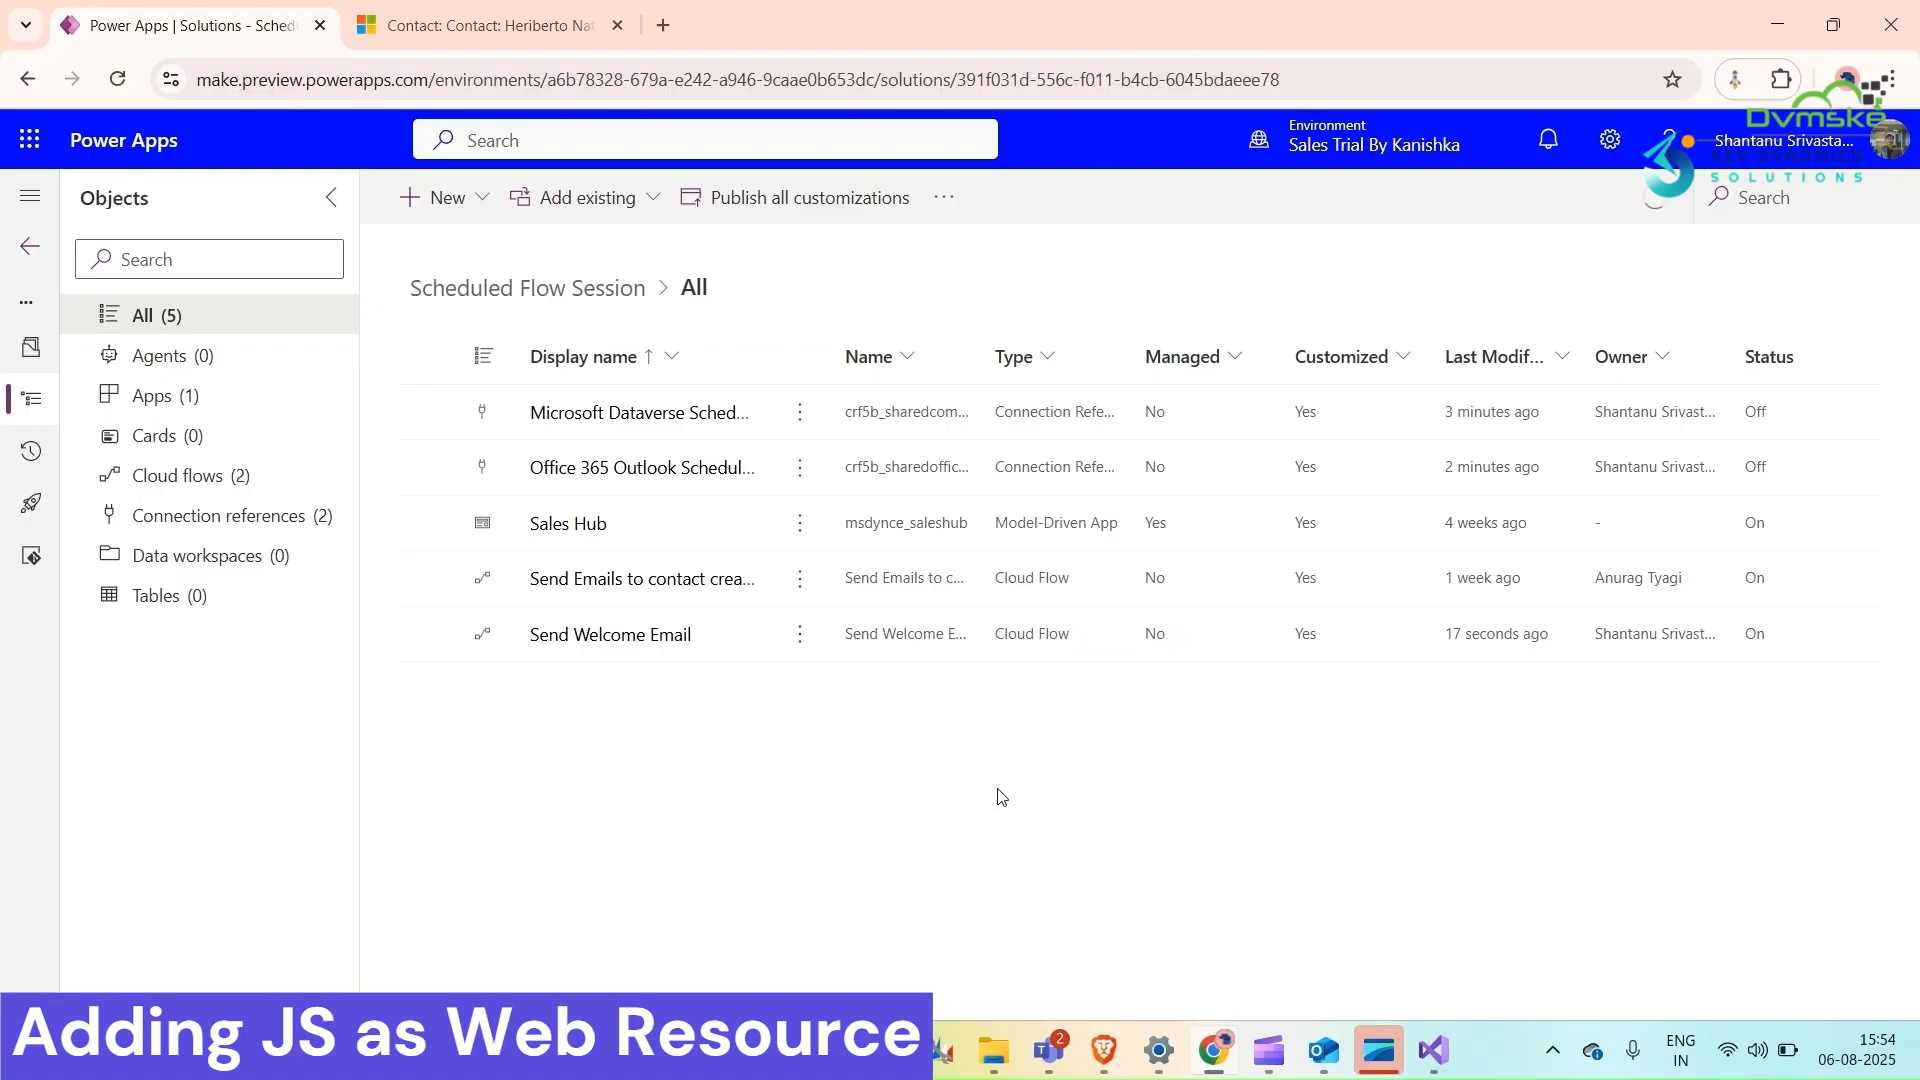 Power Apps | Solutions - Sched
Contact: Contact: Heriberto Nat
make.preview.powerapps.com/environments/a6b78328-679a-e242-a946-9caae0b653dc/solutions/391f031d-556c-f011-b4cb-6045bdaeee78
Power Apps
Search
Environment
Sales Trial By Kanishka
Shantanu Srivasta...
Dvmske
KEY DYNAMICS
SOLUTIONS
Objects
New
Add existing
Publish all customizations
Search
Search
Scheduled Flow Session > All
All (5)
Agents (0)
Apps (1)
Cards (0)
Cloud flows (2)
Connection references (2)
Data workspaces (0)
Tables (0)
Display name ↑ Name Type Managed Customized Last Modif... Owner Status
Microsoft Dataverse Sched... crf5b_sharedcom... Connection Refe... No Yes 3 minutes ago Shantanu Srivast... Off
Office 365 Outlook Schedul... crf5b_sharedoffic... Connection Refe... No Yes 2 minutes ago Shantanu Srivast... Off
Sales Hub msdynce_saleshub Model-Driven App Yes Yes 4 weeks ago - On
Send Emails to contact crea... Send Emails to c... Cloud Flow No Yes 1 week ago Anurag Tyagi On
Send Welcome Email Send Welcome E... Cloud Flow No Yes 17 seconds ago Shantanu Srivast... On
Adding JS as Web Resource
2
ENG
IN
15:54
06-08-2025